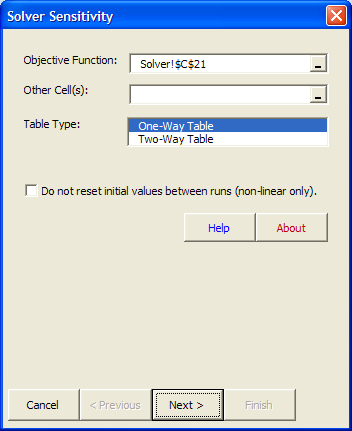 Solver Sensitivity
Objective Function: Solver!$C$21
Other Cell(s):
Table Type: One-Way Table
Two-Way Table
Do not reset initial values between runs (non-linear only).
Help About
Cancel < Previous Next > Finish